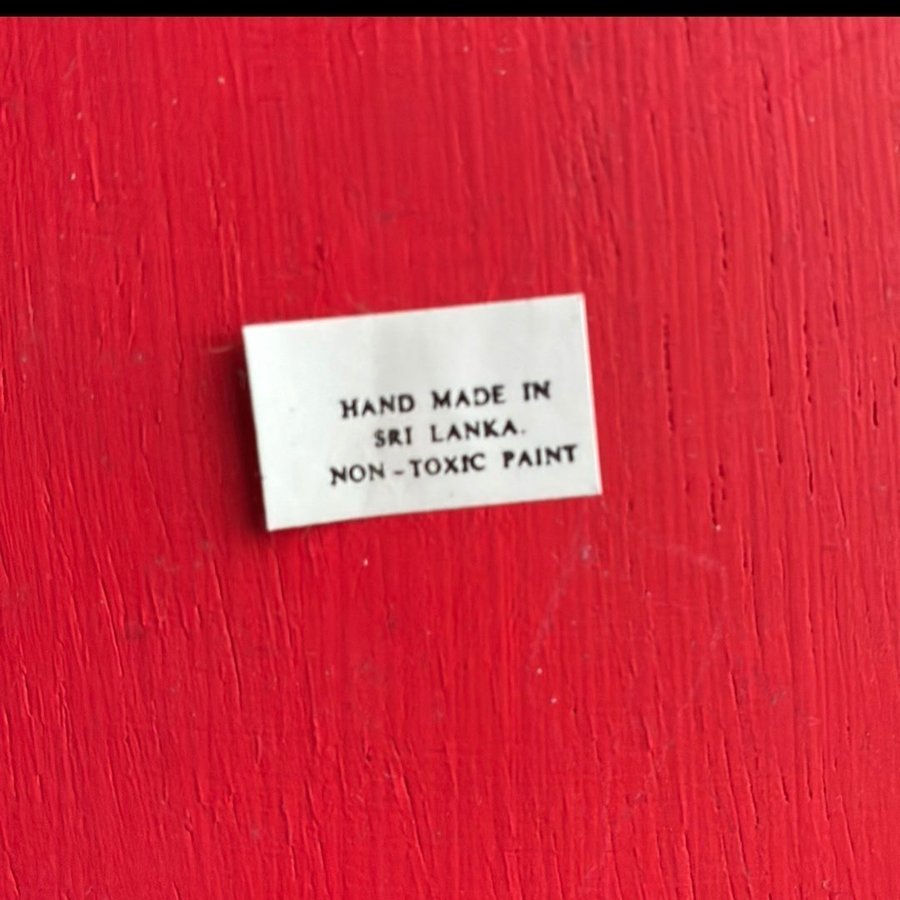 HAND MADE IN
SRI LANKA.
NON-TOXIC PAINT